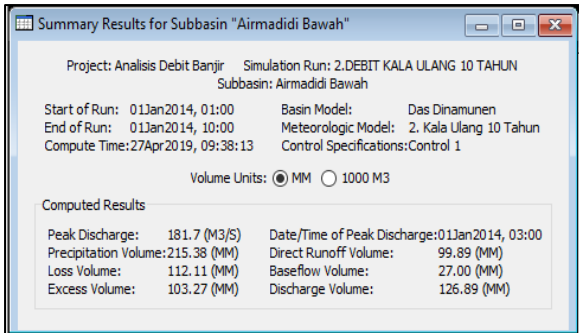 Summary Results for Subbasin "Airmadidi Bawah"
Project: Analisis Debit Banjir Simulation Run: 2.DEBIT KALA ULANG 10 TAHUN
Subbasin: Airmadidi Bawah
Start of Run: 01Jan2014, 01:00 Basin Model: Das Dinamunen
End of Run: 01Jan2014, 10:00 Meteorologic Model: 2. Kala Ulang 10 Tahun
Compute Time:27Apr2019, 09:38:13 Control Specifications:Control 1
Volume Units: MM 1000 M3
Computed Results
Peak Discharge: 181.7 (M3/S) Date/Time of Peak Discharge:01Jan2014, 03:00
Precipitation Volume:215.38 (MM) Direct Runoff Volume: 99.89 (MM)
Loss Volume: 112.11 (MM) Baseflow Volume: 27.00 (MM)
Excess Volume: 103.27 (MM) Discharge Volume: 126.89 (MM)